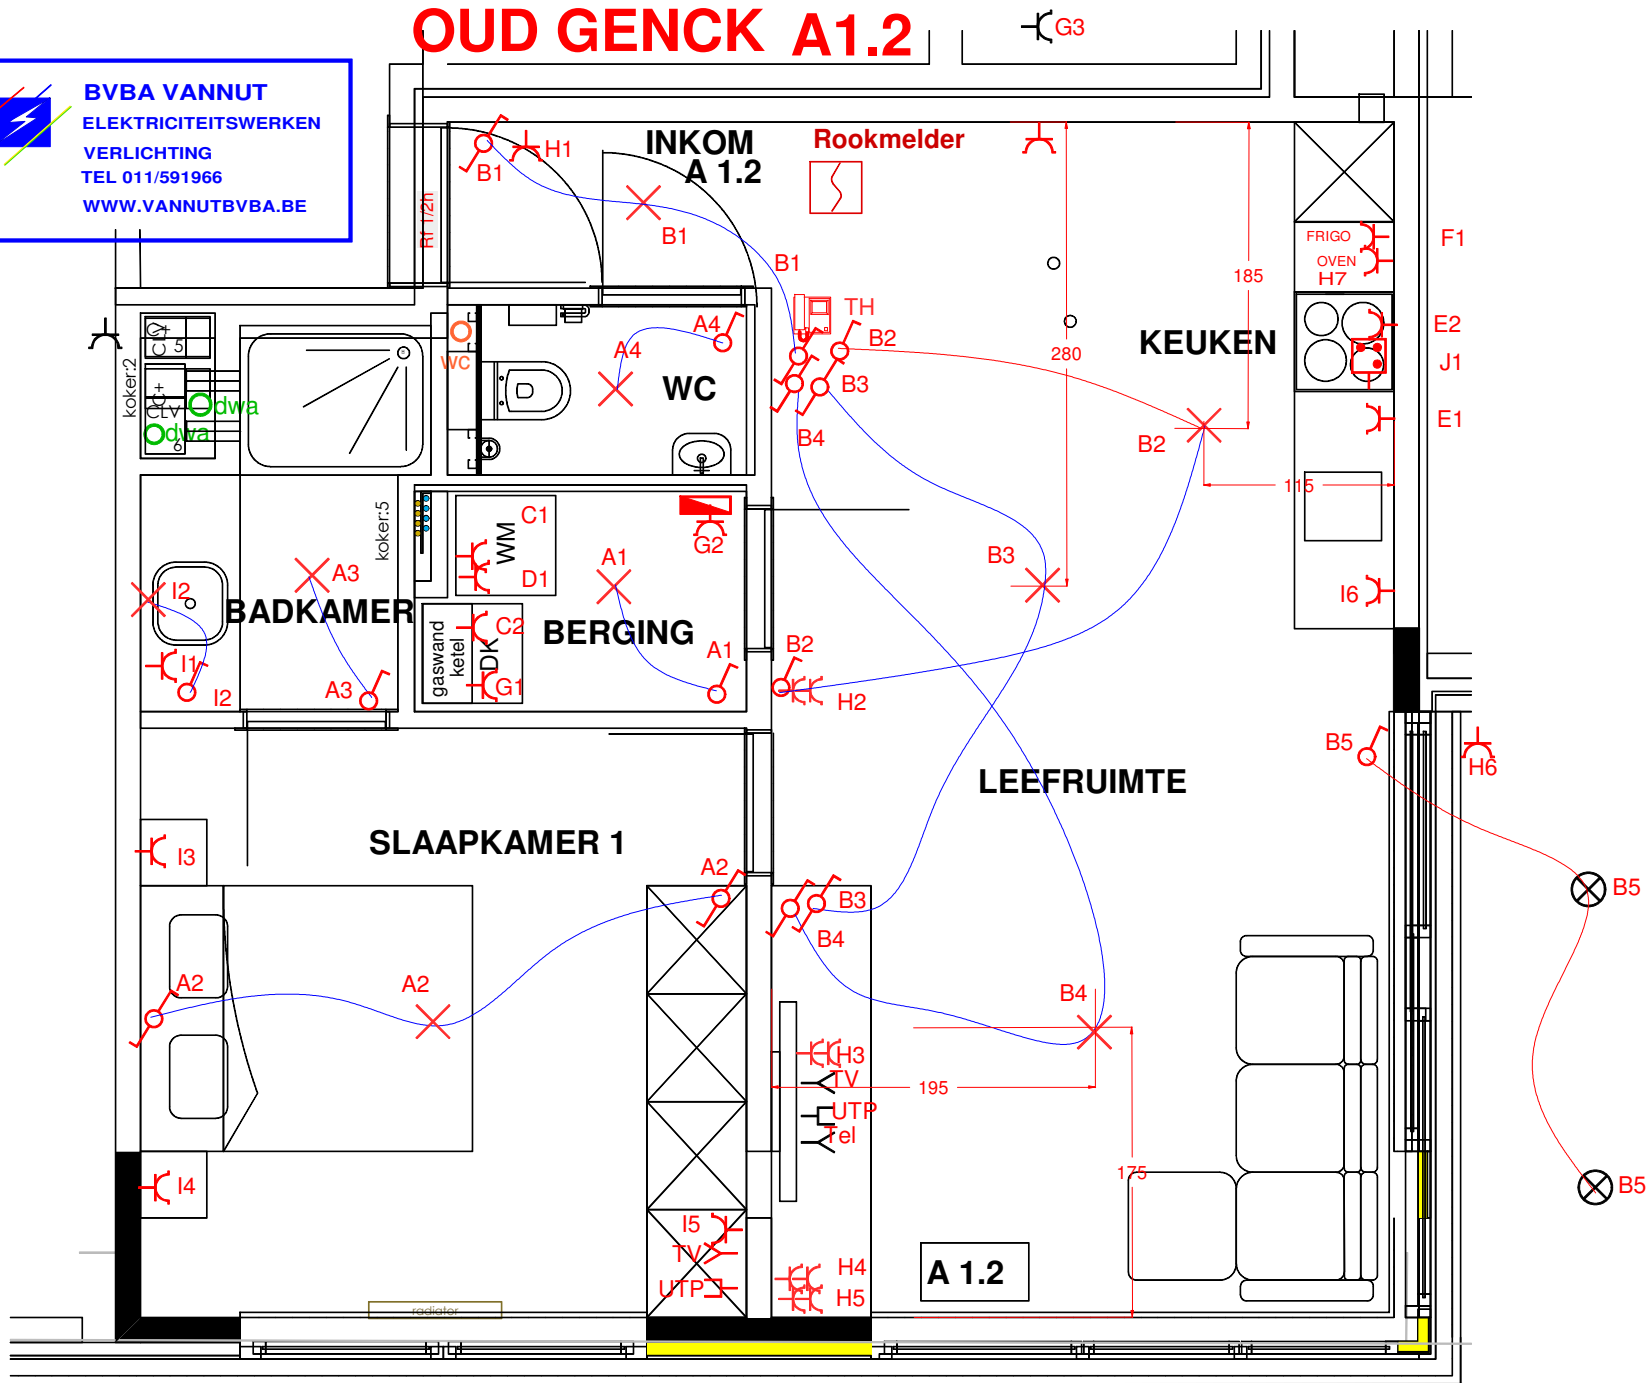 OUD GENCK A1.2
G3
BVBA VANNUT
ELEKTRICITEITSWERKEN
VERLICHTING
TEL 011/591966
WWW.VANNUTBVBA.BE
H1
B1
INKOM
A 1.2
Rookmelder
Rf 1/2h
B1
B1
FRIGO
F1
OVEN
H7
185
TH
E2
KEUKEN
280
J1
koker:2
CLV
5
C+
CLV
6
dwa
dwa
WC
A4
A4
WC
B2
B3
B4
B2
E1
115
koker:5
C1
WM
D1
G2
A1
B3
I6
I2
A3
BADKAMER
C2
BERGING
gaswand
ketel
DK
G1
I1
I2
A3
A1
B2
H2
B5
H6
LEEFRUIMTE
SLAAPKAMER 1
I3
A2
B3
B4
B5
A2
A2
B4
H3
TV
195
UTP
Tel
175
I4
B5
I5
TV
UTP
H4
H5
A 1.2
radiator